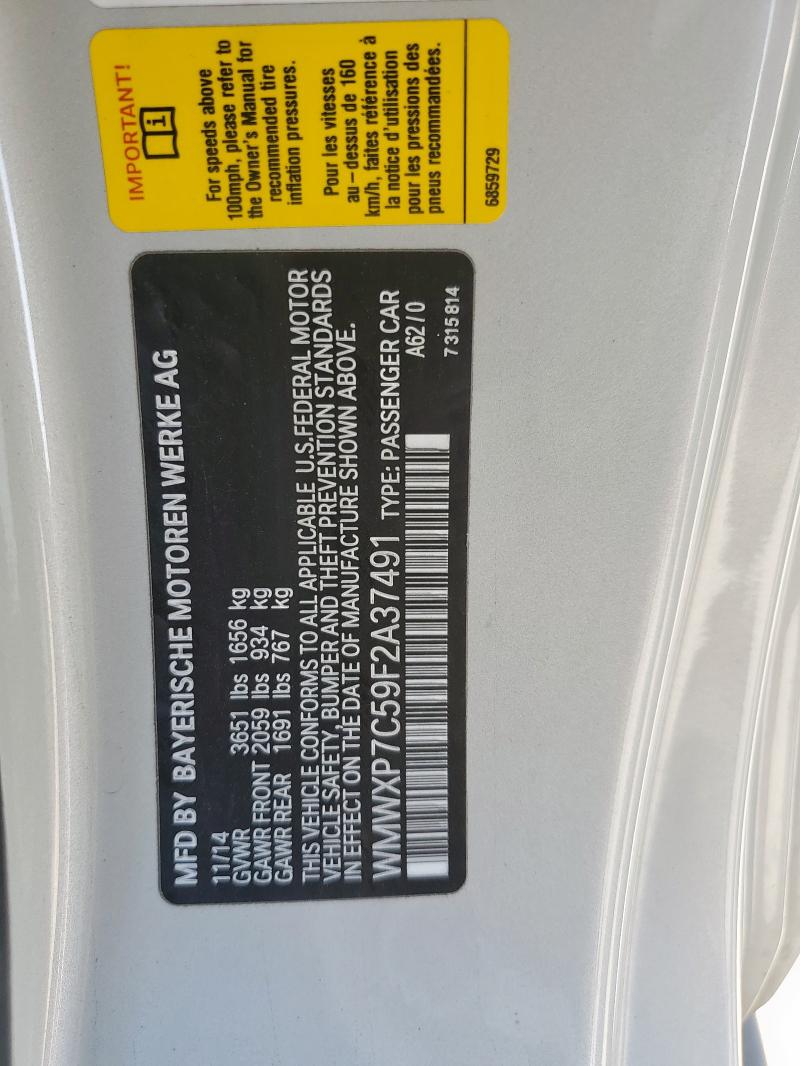 MFD BY BAYERISCHE MOTOREN WERKE AG
11/14
GVWR 3651 lbs 1656 kg
GAWR FRONT 2059 lbs 934 kg
GAWR REAR 1691 lbs 767 kg
THIS VEHICLE CONFORMS TO ALL APPLICABLE U.S.FEDERAL MOTOR
VEHICLE SAFETY, BUMPER AND THEFT PREVENTION STANDARDS
IN EFFECT ON THE DATE OF MANUFACTURE SHOWN ABOVE.
WMWXP7C59F2A37491 TYPE: PASSENGER CAR
A62/0
7 315 814
IMPORTANT!
i
For speeds above
100mph, please refer to
the Owner's Manual for
recommended tire
inflation pressures.
Pour les vitesses
au-dessus de 160
km/h, faites référence à
la notice d'utilisation
pour les pressions des
pneus recommandées.
6859729